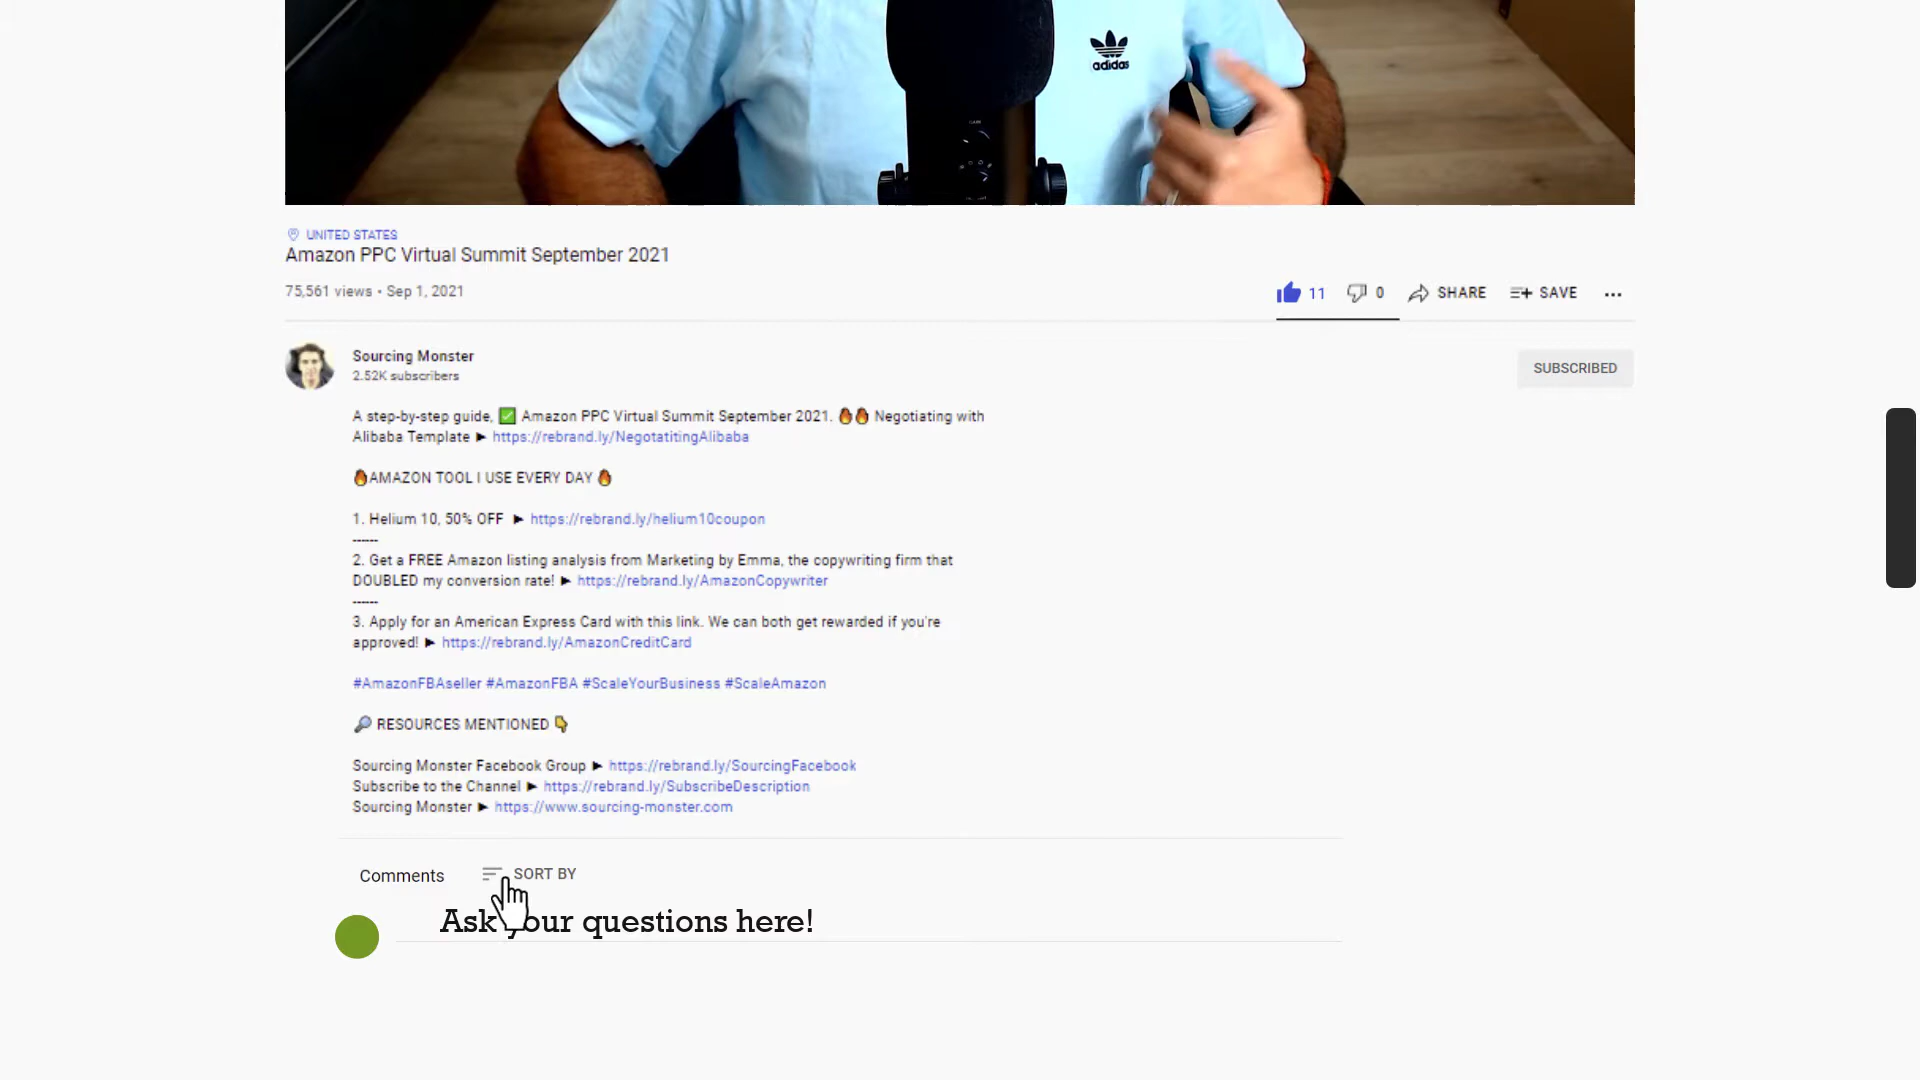 adidas
UNITED STATES
Amazon PPC Virtual Summit September 2021
75,561 views • Sep 1, 2021
11 0 SHARE SAVE ...
Sourcing Monster
2.52K subscribers
SUBSCRIBED
A step-by-step guide, ✅ Amazon PPC Virtual Summit September 2021. 🔥🔥 Negotiating with
Alibaba Template ► https://rebrand.ly/NegotatitingAlibaba
🔥AMAZON TOOL I USE EVERY DAY 🔥
1. Helium 10, 50% OFF ► https://rebrand.ly/helium10coupon
------
2. Get a FREE Amazon listing analysis from Marketing by Emma, the copywriting firm that
DOUBLED my conversion rate! ► https://rebrand.ly/AmazonCopywriter
------
3. Apply for an American Express Card with this link. We can both get rewarded if you're
approved! ► https://rebrand.ly/AmazonCreditCard
#AmazonFBAseller #AmazonFBA #ScaleYourBusiness #ScaleAmazon
🔎 RESOURCES MENTIONED 👇
Sourcing Monster Facebook Group ► https://rebrand.ly/SourcingFacebook
Subscribe to the Channel ► https://rebrand.ly/SubscribeDescription
Sourcing Monster ► https://www.sourcing-monster.com
Comments SORT BY
Ask your questions here!